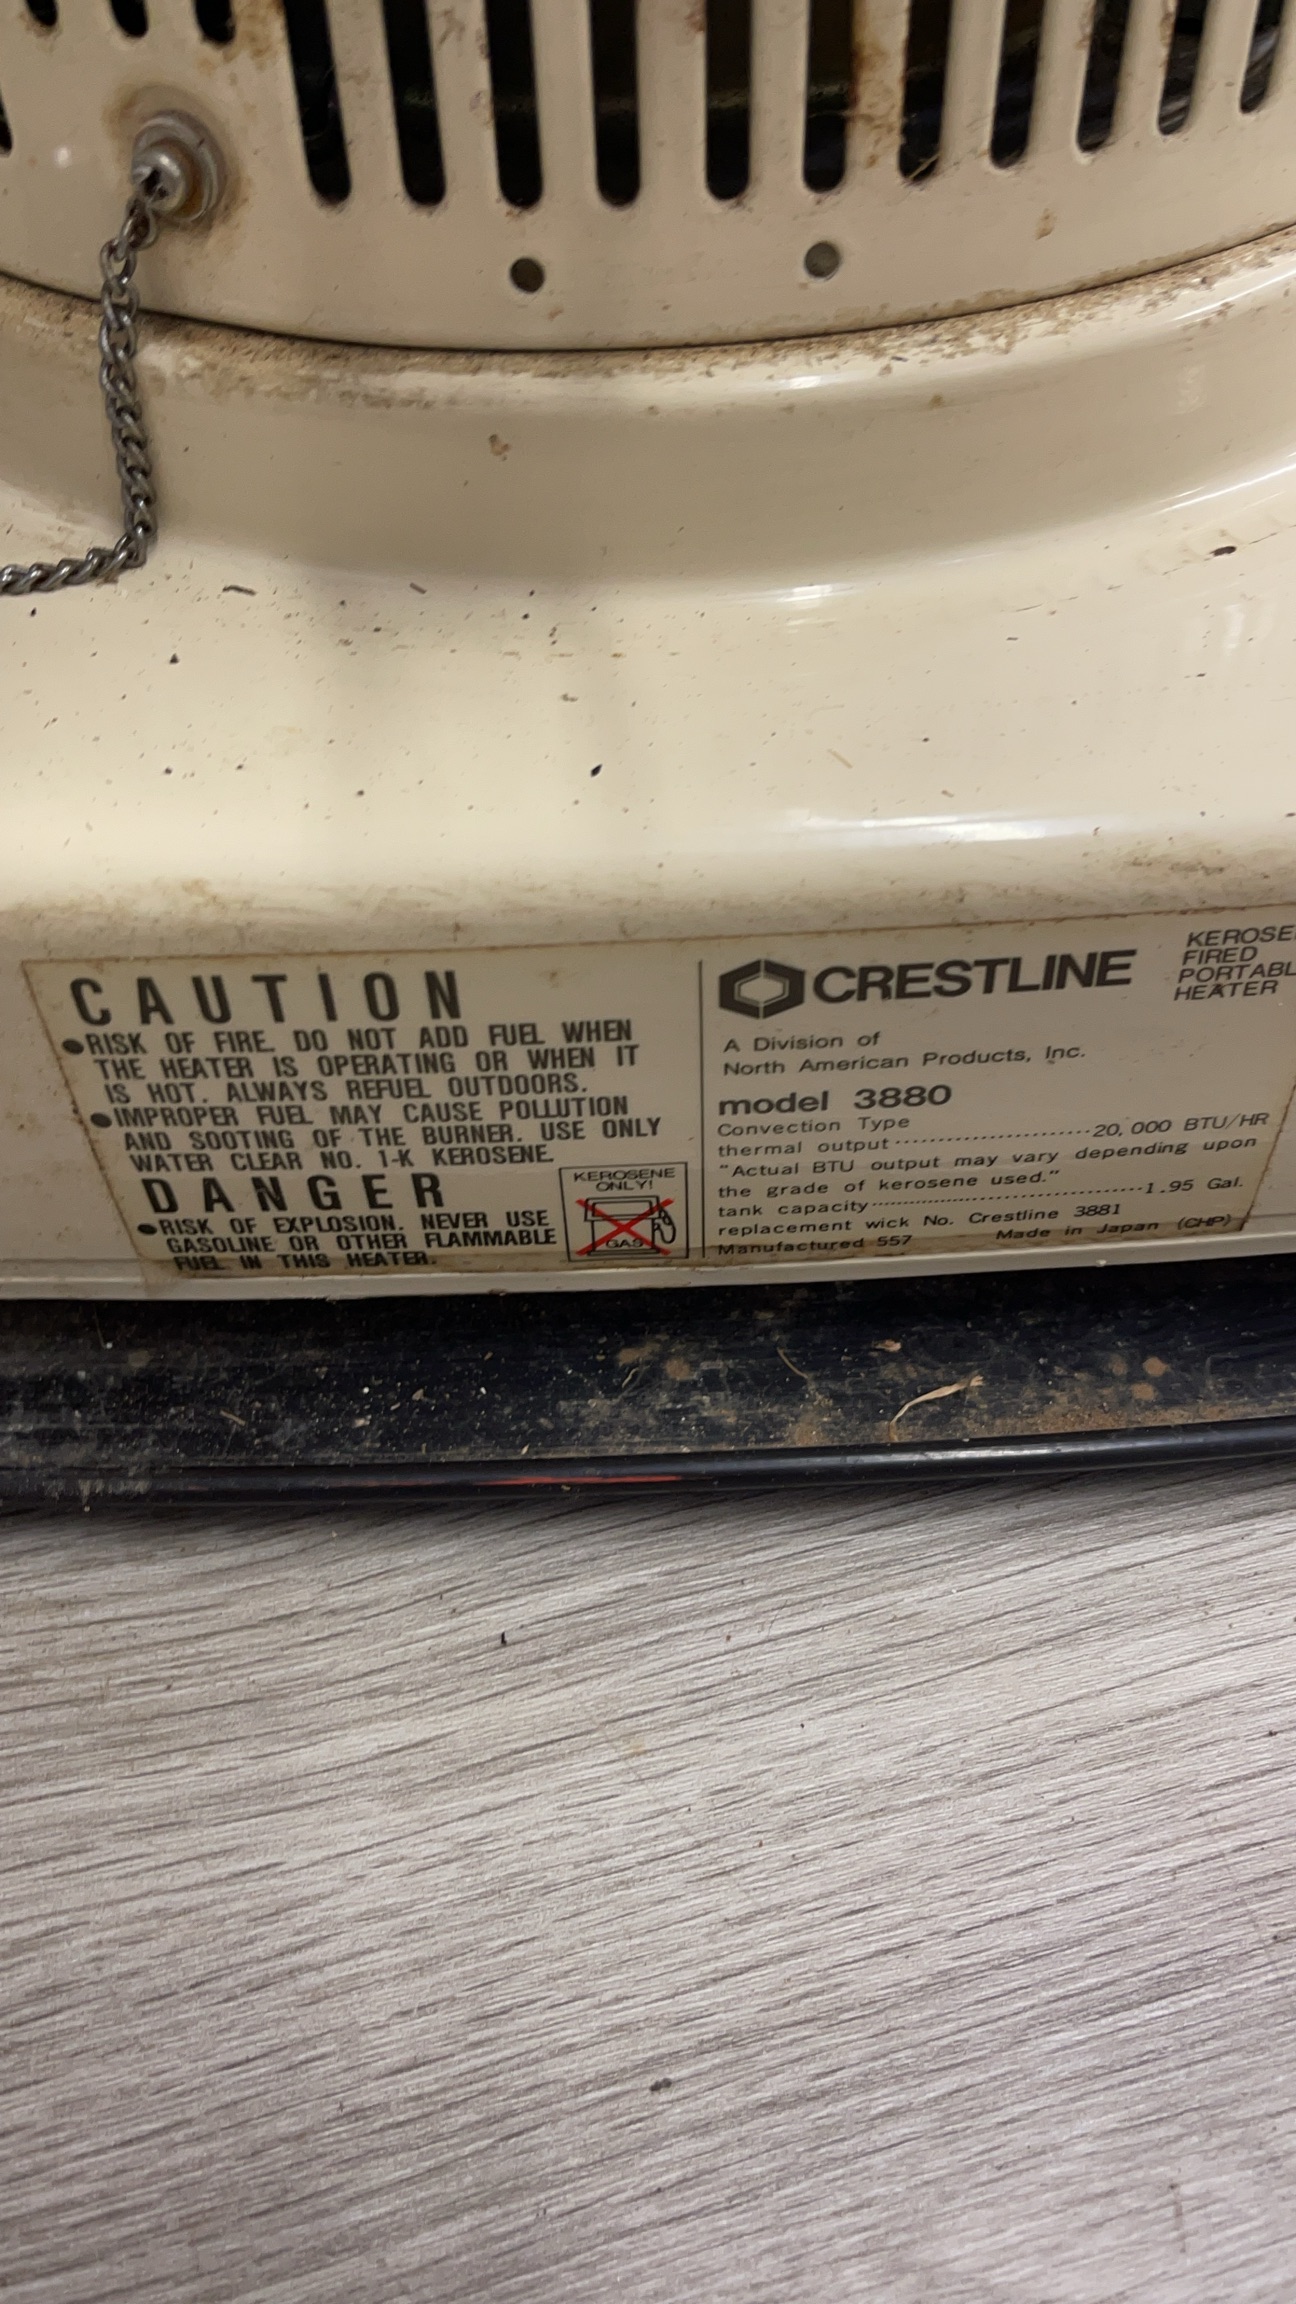 CAUTION
●RISK OF FIRE. DO NOT ADD FUEL WHEN
THE HEATER IS OPERATING OR WHEN IT
IS HOT. ALWAYS REFUEL OUTDOORS.
●IMPROPER FUEL MAY CAUSE POLLUTION
AND SOOTING OF THE BURNER. USE ONLY
WATER CLEAR NO. 1-K KEROSENE.
DANGER
●RISK OF EXPLOSION. NEVER USE
GASOLINE OR OTHER FLAMMABLE
FUEL IN THIS HEATER.
KEROSENE
ONLY!
GAS
CRESTLINE
KEROSE
FIRED
PORTABL
HEATER
A Division of
North American Products, Inc.
model 3880
Convection Type
thermal output ........................ 20,000 BTU/HR
"Actual BTU output may vary depending upon
the grade of kerosene used."
tank capacity ........................ 1.95 Gal.
replacement wick No. Crestline 3881
Manufactured 557 Made in Japan (CHP)